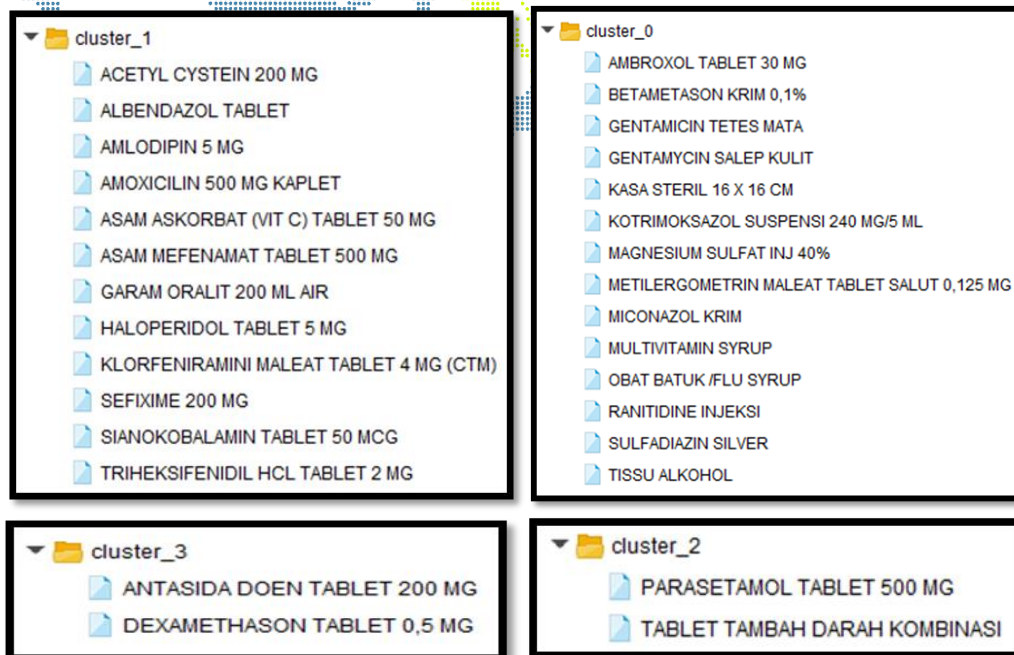 cluster_1
ACETYL CYSTEIN 200 MG
ALBENDAZOL TABLET
AMLODIPIN 5 MG
AMOXICILIN 500 MG KAPLET
ASAM ASKORBAT (VIT C) TABLET 50 MG
ASAM MEFENAMAT TABLET 500 MG
GARAM ORALIT 200 ML AIR
HALOPERIDOL TABLET 5 MG
KLORFENIRAMINI MALEAT TABLET 4 MG (CTM)
SEFIXIME 200 MG
SIANOKOBALAMIN TABLET 50 MCG
TRIHEKSIFENIDIL HCL TABLET 2 MG
cluster_0
AMBROXOL TABLET 30 MG
BETAMETASON KRIM 0,1%
GENTAMICIN TETES MATA
GENTAMYCIN SALEP KULIT
KASA STERIL 16 X 16 CM
KOTRIMOKSAZOL SUSPENSI 240 MG/5 ML
MAGNESIUM SULFAT INJ 40%
METILERGOMETRIN MALEAT TABLET SALUT 0,125 MG
MICONAZOL KRIM
MULTIVITAMIN SYRUP
OBAT BATUK /FLU SYRUP
RANITIDINE INJEKSI
SULFADIAZIN SILVER
TISSU ALKOHOL
cluster_3
ANTASIDA DOEN TABLET 200 MG
DEXAMETHASON TABLET 0,5 MG
cluster_2
PARASETAMOL TABLET 500 MG
TABLET TAMBAH DARAH KOMBINASI